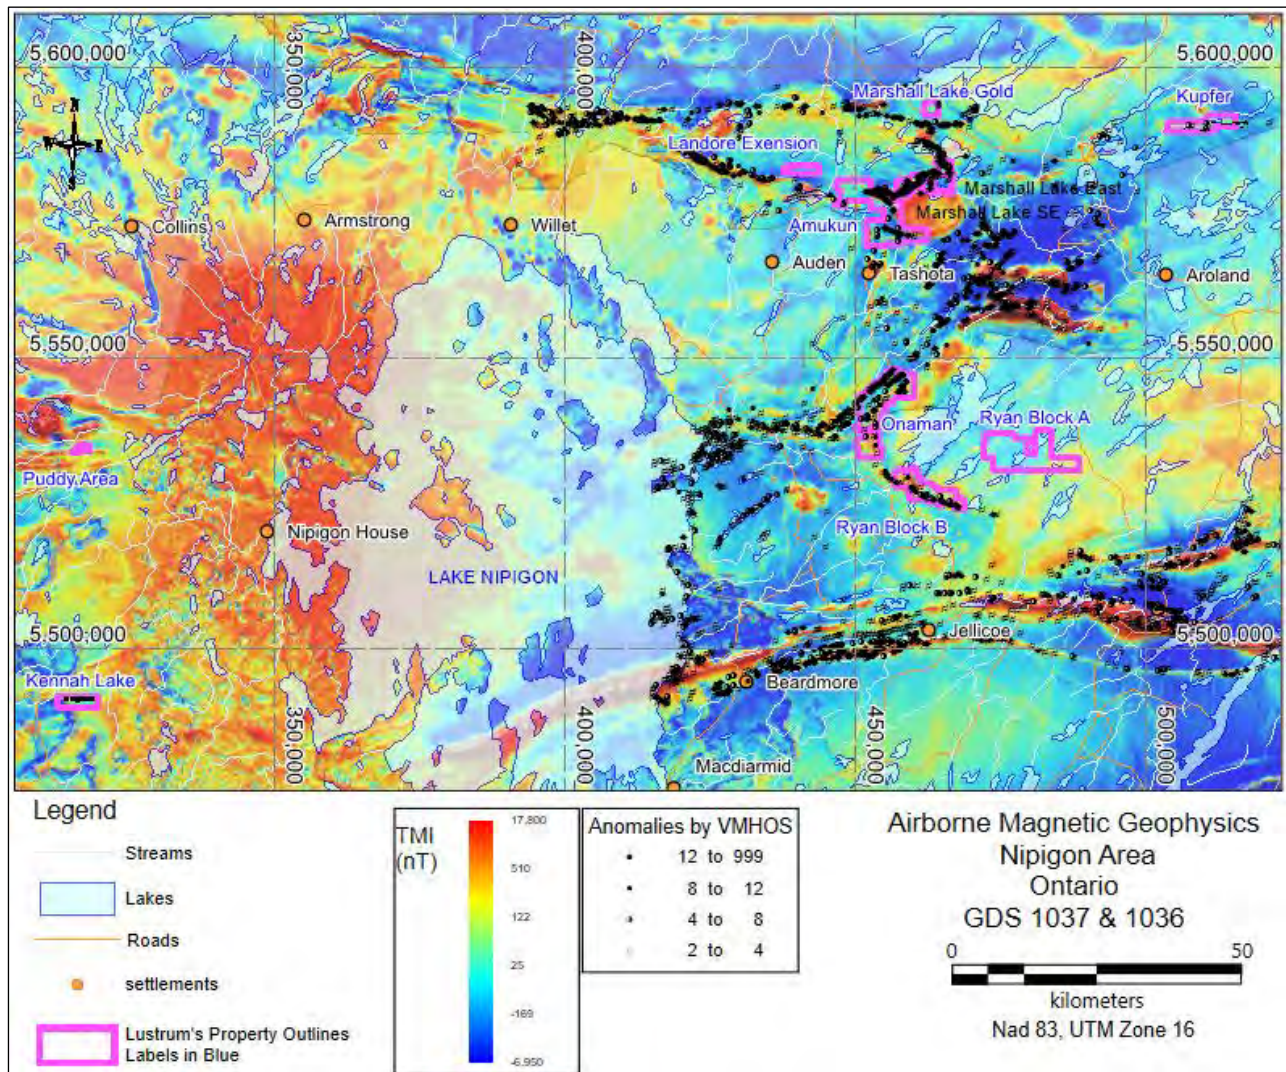 350,000
400,000
450,000
500,000
5,600,000
5,600,000
Marshall Lake Gold
Kupfer
N
W E
S
Landore Exension
Marshall Lake East
Marshall Lake SE
Collins
Armstrong
Willet
Amukun
Auden
Tashota
Aroland
5,550,000
5,550,000
Onaman
Ryan Block A
Puddy Area
Nipigon House
Ryan Block B
LAKE NIPIGON
5,500,000
5,500,000
Jellicoe
Kennah Lake
Beardmore
350,000
400,000
450,000
500,000
Macdiarmid
Legend
Streams
Lakes
Roads
settlements
Lustrum's Property Outlines
Labels in Blue
TMI
(nT)
17,800
510
122
25
-169
-6,950
Anomalies by VMHOS
12 to 999
8 to 12
4 to 8
2 to 4
Airborne Magnetic Geophysics
Nipigon Area
Ontario
GDS 1037 & 1036
0 50
kilometers
Nad 83, UTM Zone 16